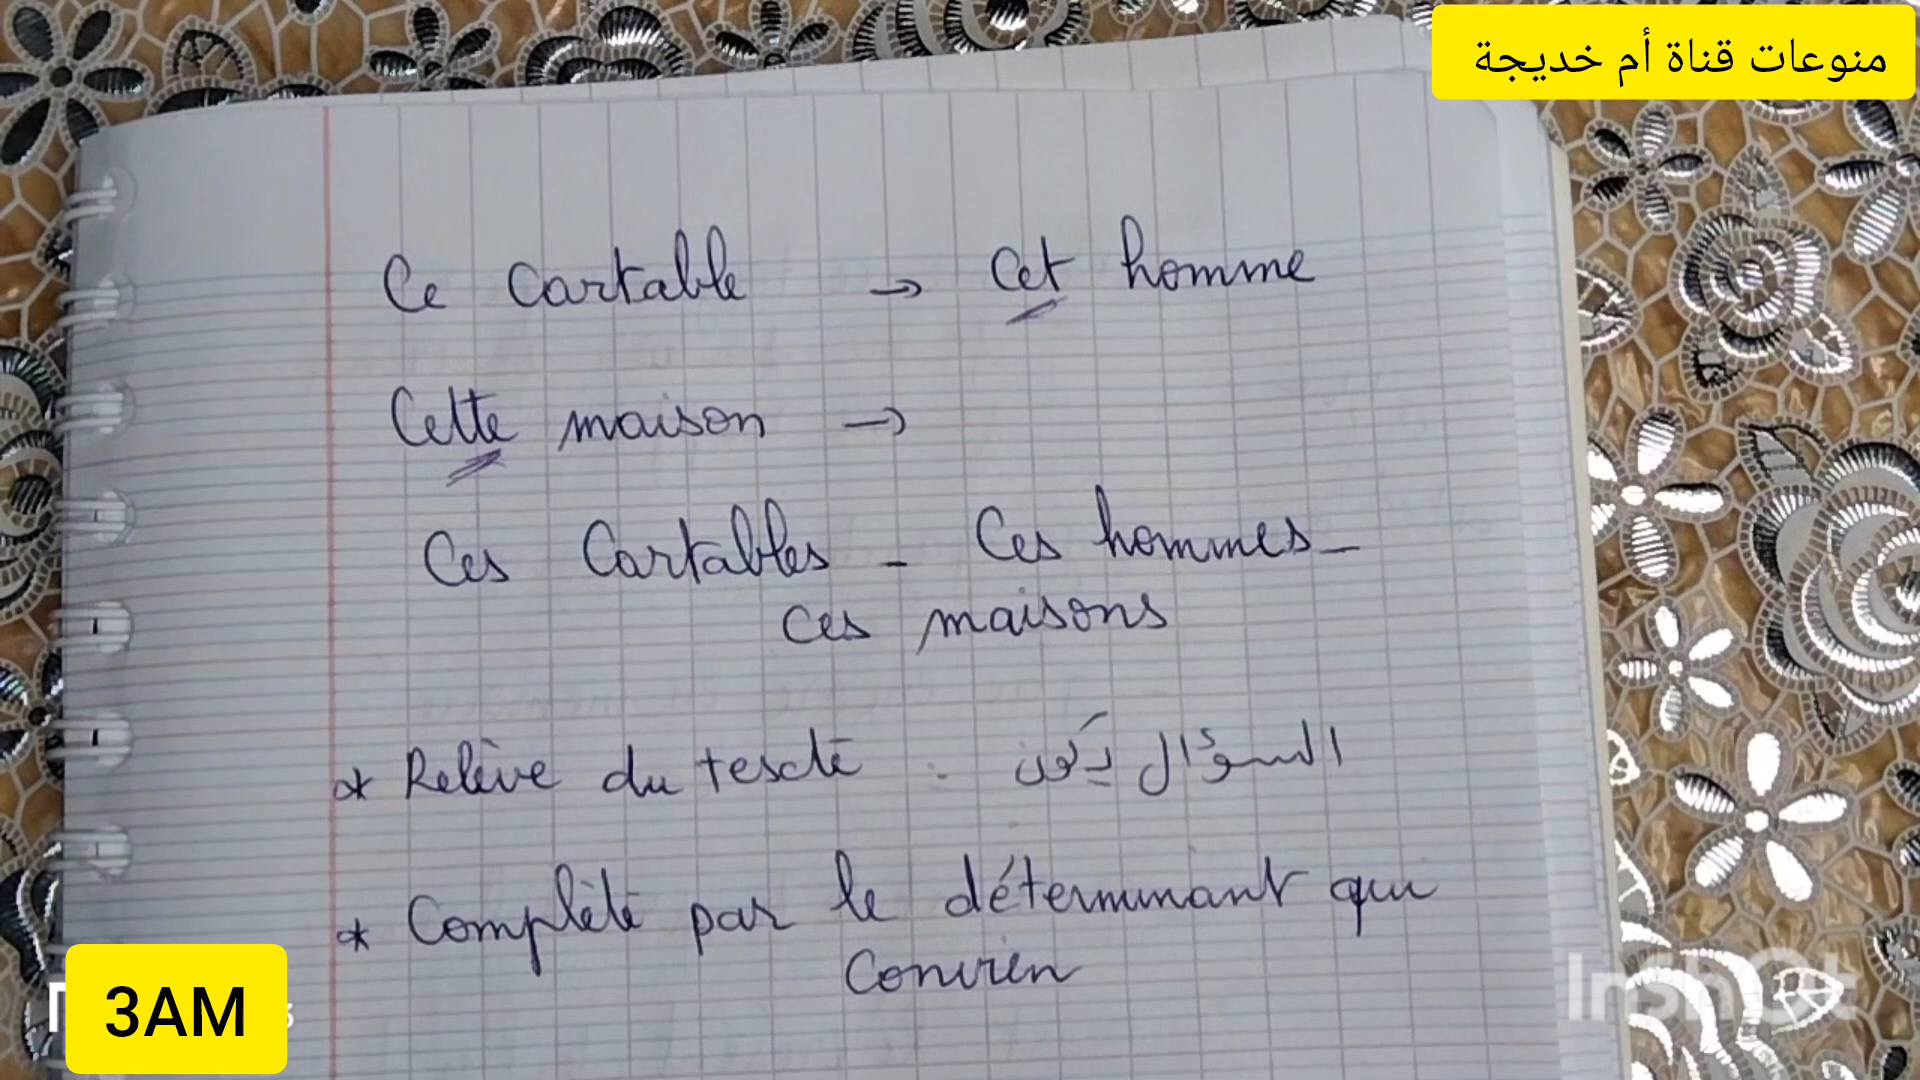 منوعات قناة أم خديجة
Ce cartable → Cet homme
Cette maison →
Ces Cartables - Ces hommes -
ces maisons
* Relève du texte : السؤال يكون
* Complète par le déterminant qui
Convien
3AM
InShOt